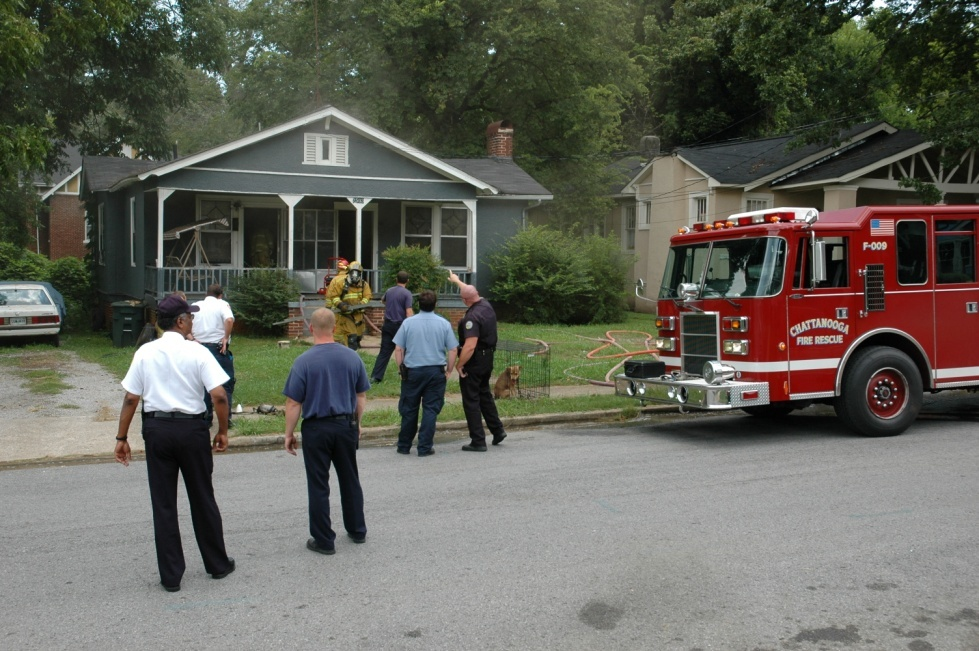 F-009
CHATTANOOGA
FIRE RESCUE